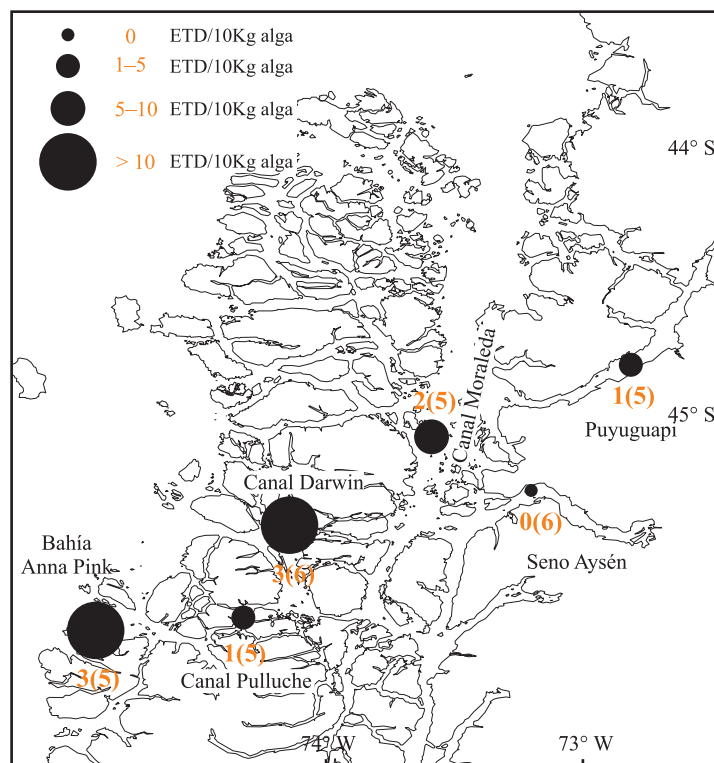 0 ETD/10Kg alga
1–5 ETD/10Kg alga
5–10 ETD/10Kg alga
> 10 ETD/10Kg alga
44° S
Canal Moraleda
2(5)
1(5)
45° S
Puyuguapi
Canal Darwin
0(6)
Bahía
Anna Pink
3(6)
Seno Aysén
1(5)
3(5)
Canal Pulluche
74° W
73° W